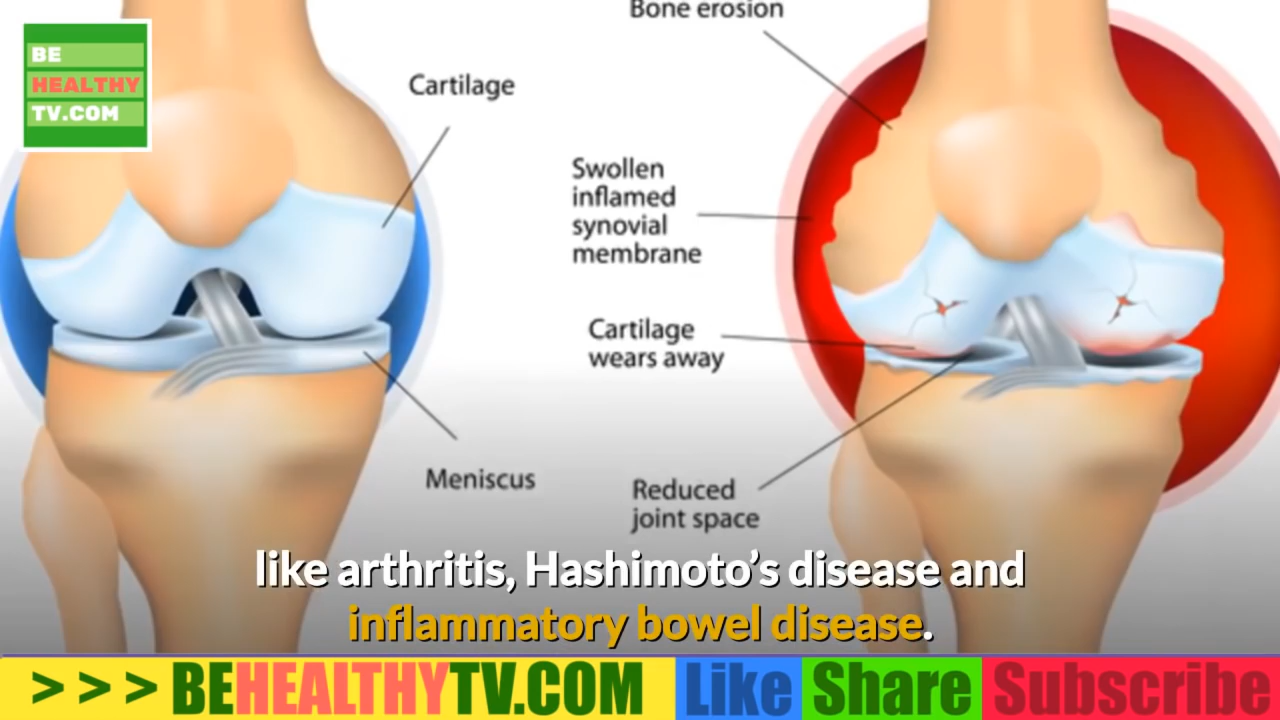 BE
HEALTHY
TV.COM
Cartilage
Meniscus
Bone erosion
Swollen
inflamed
synovial
membrane
Cartilage
wears away
Reduced
joint space
like arthritis, Hashimoto’s disease and
inflammatory bowel disease.
> > > BEHEALTHYTV.COM Like Share Subscribe